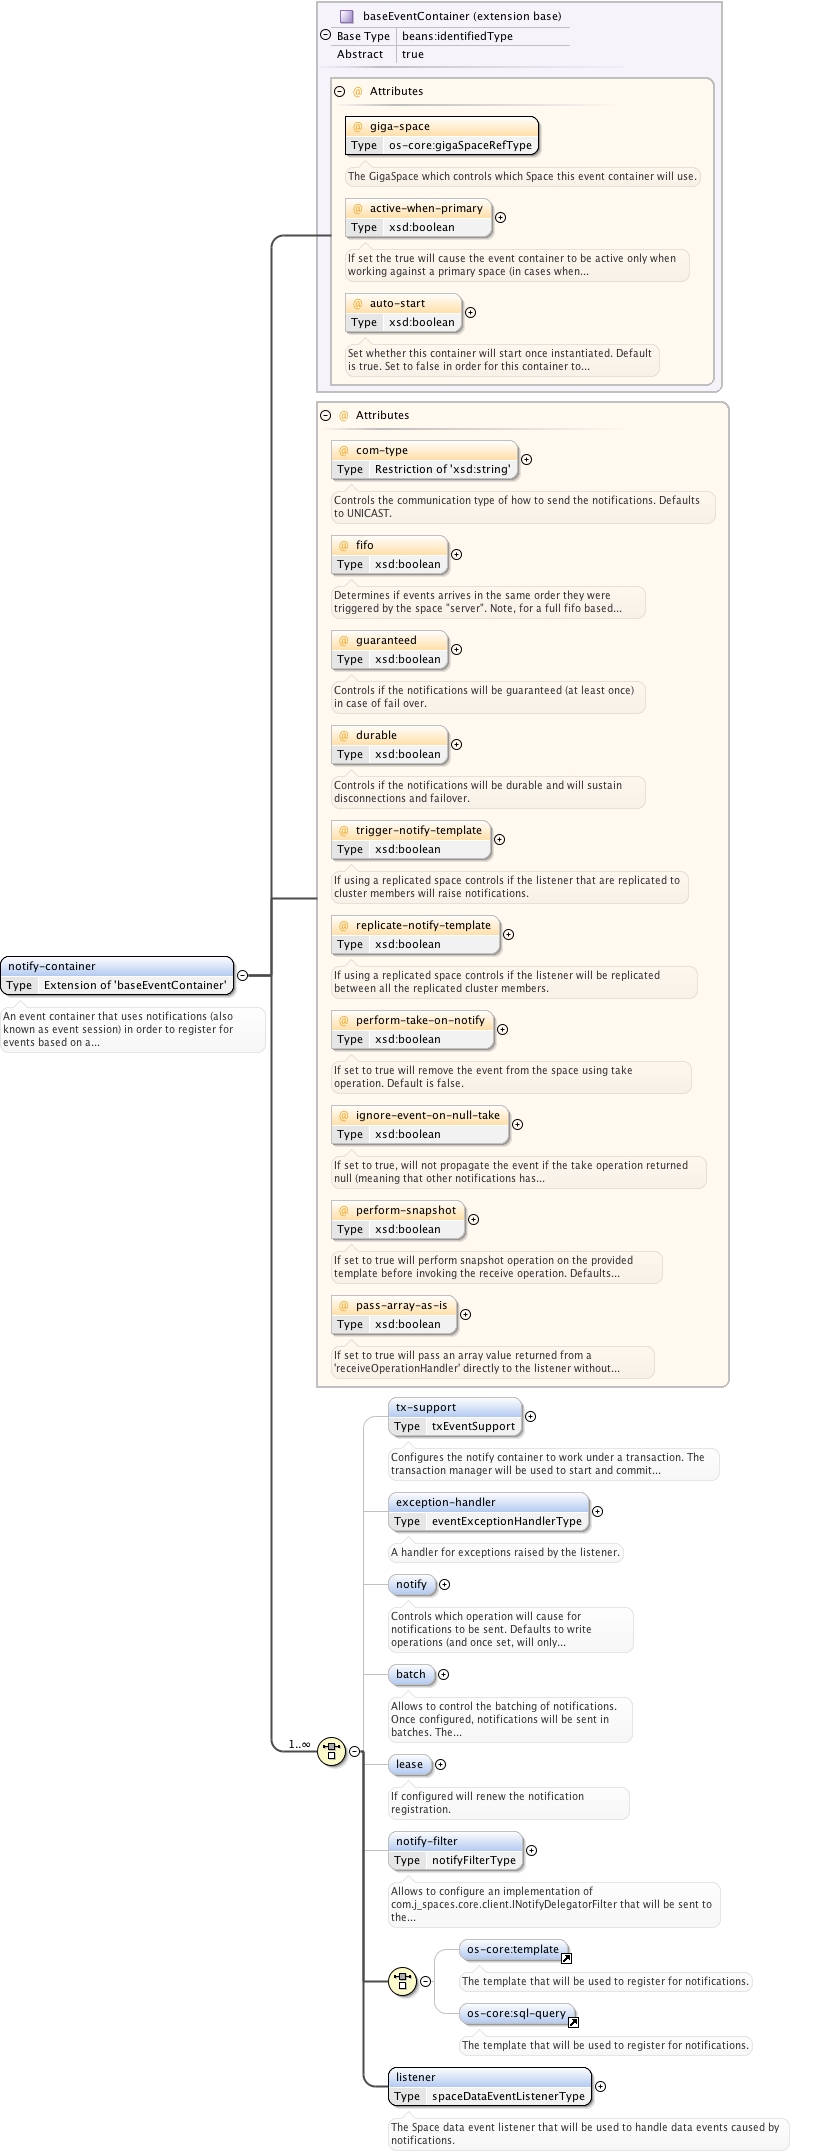 baseEventContainer (extension base)
Base Type beans:identifiedType
Abstract true
@ Attributes
@ giga-space
Type os-core:gigaSpaceRefType
The GigaSpace which controls which Space this event container will use.
@ active-when-primary
Type xsd:boolean
If set the true will cause the event container to be active only when
working against a primary space (in cases when...
@ auto-start
Type xsd:boolean
Set whether this container will start once instantiated. Default
is true. Set to false in order for this container to...
@ Attributes
@ com-type
Type Restriction of 'xsd:string'
Controls the communication type of how to send the notifications. Defaults
to UNICAST.
@ fifo
Type xsd:boolean
Determines if events arrives in the same order they were
triggered by the space "server". Note, for a full fifo based...
@ guaranteed
Type xsd:boolean
Controls if the notifications will be guaranteed (at least once)
in case of fail over.
@ durable
Type xsd:boolean
Controls if the notifications will be durable and will sustain
disconnections and failover.
@ trigger-notify-template
Type xsd:boolean
If using a replicated space controls if the listener that are replicated to
cluster members will raise notifications.
@ replicate-notify-template
Type xsd:boolean
If using a replicated space controls if the listener will be replicated
between all the replicated cluster members.
notify-container
Type Extension of 'baseEventContainer'
An event container that uses notifications (also
known as event session) in order to register for
events based on a...
@ perform-take-on-notify
Type xsd:boolean
If set to true will remove the event from the space using take
operation. Default is false.
@ ignore-event-on-null-take
Type xsd:boolean
If set to true, will not propagate the event if the take operation returned
null (meaning that other notifications has...
@ perform-snapshot
Type xsd:boolean
If set to true will perform snapshot operation on the provided
template before invoking the receive operation. Defaults...
@ pass-array-as-is
Type xsd:boolean
If set to true will pass an array value returned from a
'receiveOperationHandler' directly to the listener without...
tx-support
Type txEventSupport
Configures the notify container to work under a transaction. The
transaction manager will be used to start and commit...
exception-handler
Type eventExceptionHandlerType
A handler for exceptions raised by the listener.
notify
Controls which operation will cause for
notifications to be sent. Defaults to write
operations (and once set, will only...
batch
Allows to control the batching of notifications.
Once configured, notifications will be sent in
batches. The...
1..∞
lease
If configured will renew the notification
registration.
notify-filter
Type notifyFilterType
Allows to configure an implementation of
com.j_spaces.core.client.INotifyDelegatorFilter that will be sent to
the...
os-core:template
The template that will be used to register for notifications.
os-core:sql-query
The template that will be used to register for notifications.
listener
Type spaceDataEventListenerType
The Space data event listener that will be used to handle data events caused by
notifications.